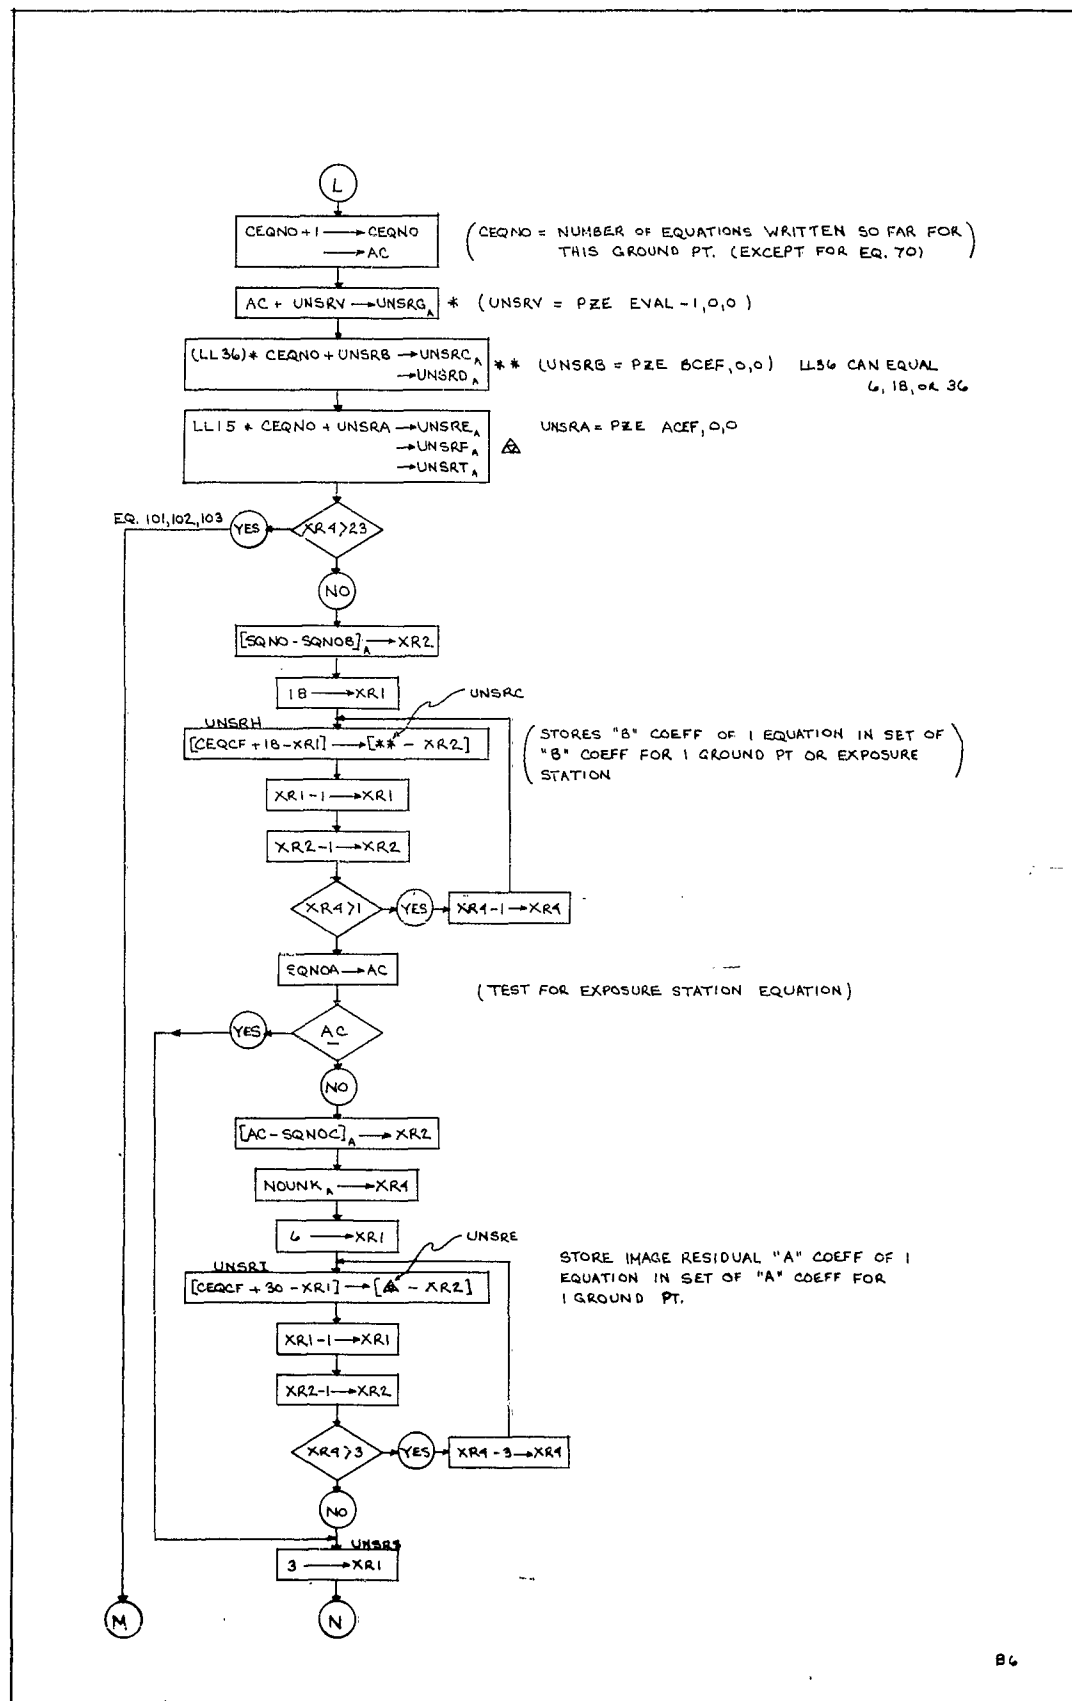 L
CEQNO+1 → CEQNO
→ AC
(CEQNO = NUMBER OF EQUATIONS WRITTEN SO FAR FOR
THIS GROUND PT. (EXCEPT FOR EQ. 70))
AC + UNSRV → UNSRG_A * (UNSRV = PZE EVAL-1,0,0)
(LL36)* CEQNO + UNSRB → UNSRC_A ** (UNSRB = PZE BCEF,0,0) LL36 CAN EQUAL
→ UNSRD_A 6, 18, OR 36
LL15 * CEQNO + UNSRA → UNSRE_A UNSRA = PZE ACEF,0,0
→ UNSRF_A
→ UNSRT_A
EQ. 101,102,103 YES XR4>23
NO
[SQNO-SQNOB]_A → XR2
18 → XR1
UNSRC
UNSRH
[CEQCF+18-XR1] → [** - XR2]
(STORES "B" COEFF OF 1 EQUATION IN SET OF
"B" COEFF FOR 1 GROUND PT OR EXPOSURE
STATION)
XR1-1 → XR1
XR2-1 → XR2
XR4>1 YES XR4-1 → XR4
SQNOA → AC
(TEST FOR EXPOSURE STATION EQUATION)
YES AC
NO
[AC-SQNOC]_A → XR2
NOUNK_A → XR4
6 → XR1
UNSRE
UNSRI
[CEQCF+30-XR1] → [△ - XR2]
STORE IMAGE RESIDUAL "A" COEFF OF 1
EQUATION IN SET OF "A" COEFF FOR
1 GROUND PT.
XR1-1 → XR1
XR2-1 → XR2
XR4>3 YES XR4-3 → XR4
NO
UNSRS
3 → XR1
M N
B6